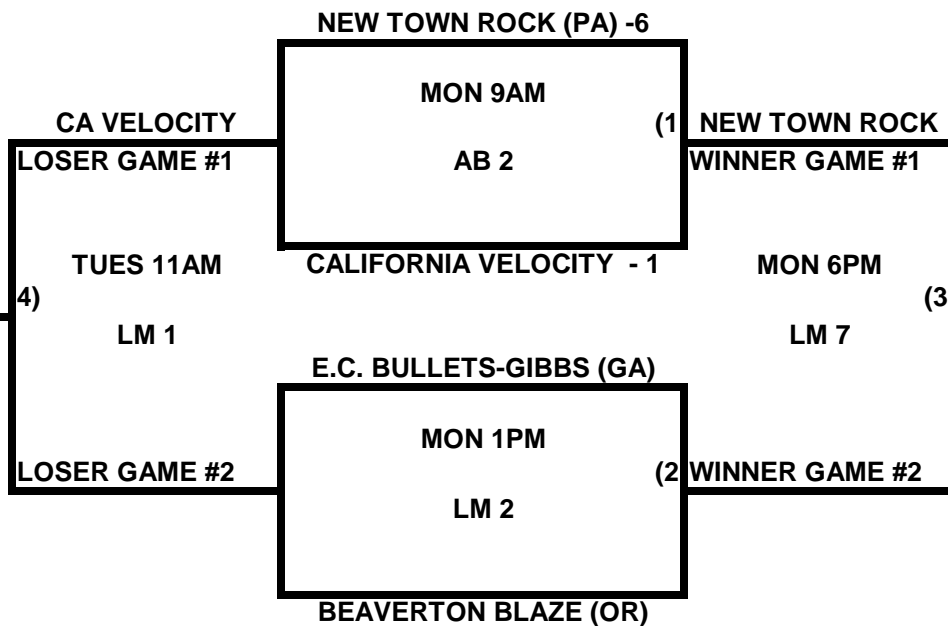 NEW TOWN ROCK (PA) -6
MON 9AM
CA VELOCITY
(1
NEW TOWN ROCK
LOSER GAME #1
AB 2
WINNER GAME #1
TUES 11AM
CALIFORNIA VELOCITY - 1
MON 6PM
4)
(3
LM 1
LM 7
E.C. BULLETS-GIBBS (GA)
MON 1PM
LOSER GAME #2
(2
WINNER GAME #2
LM 2
BEAVERTON BLAZE (OR)